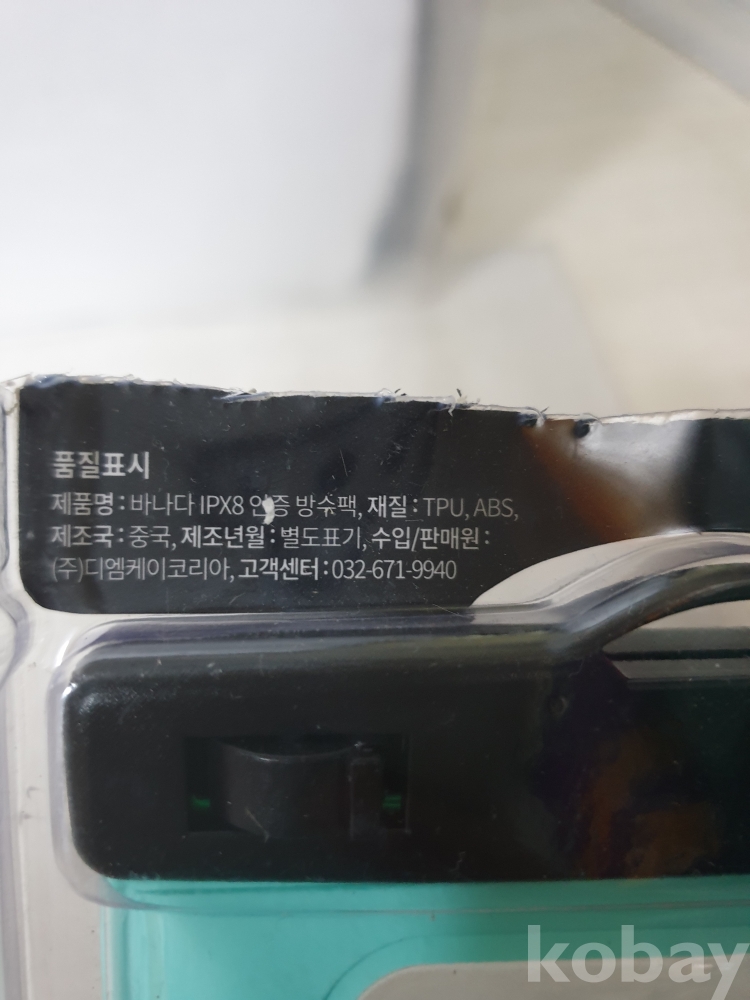 품질표시
제품명 : 바나다 IPX8 인증 방수팩, 재질 : TPU, ABS,
제조국 : 중국, 제조년월 : 별도표기, 수입/판매원 :
(주)디엠케이코리아, 고객센터 : 032-671-9940
kobay